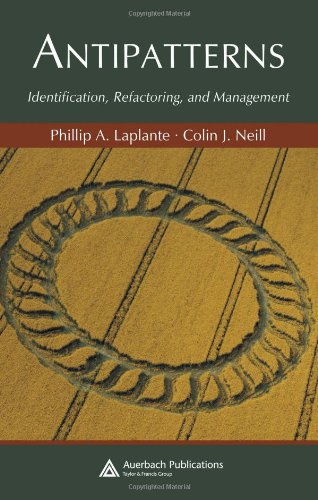 ANTIPATTERNS
Identification, Refactoring, and Management
Phillip A. Laplante · Colin J. Neill
Auerbach Publications
Taylor & Francis Group